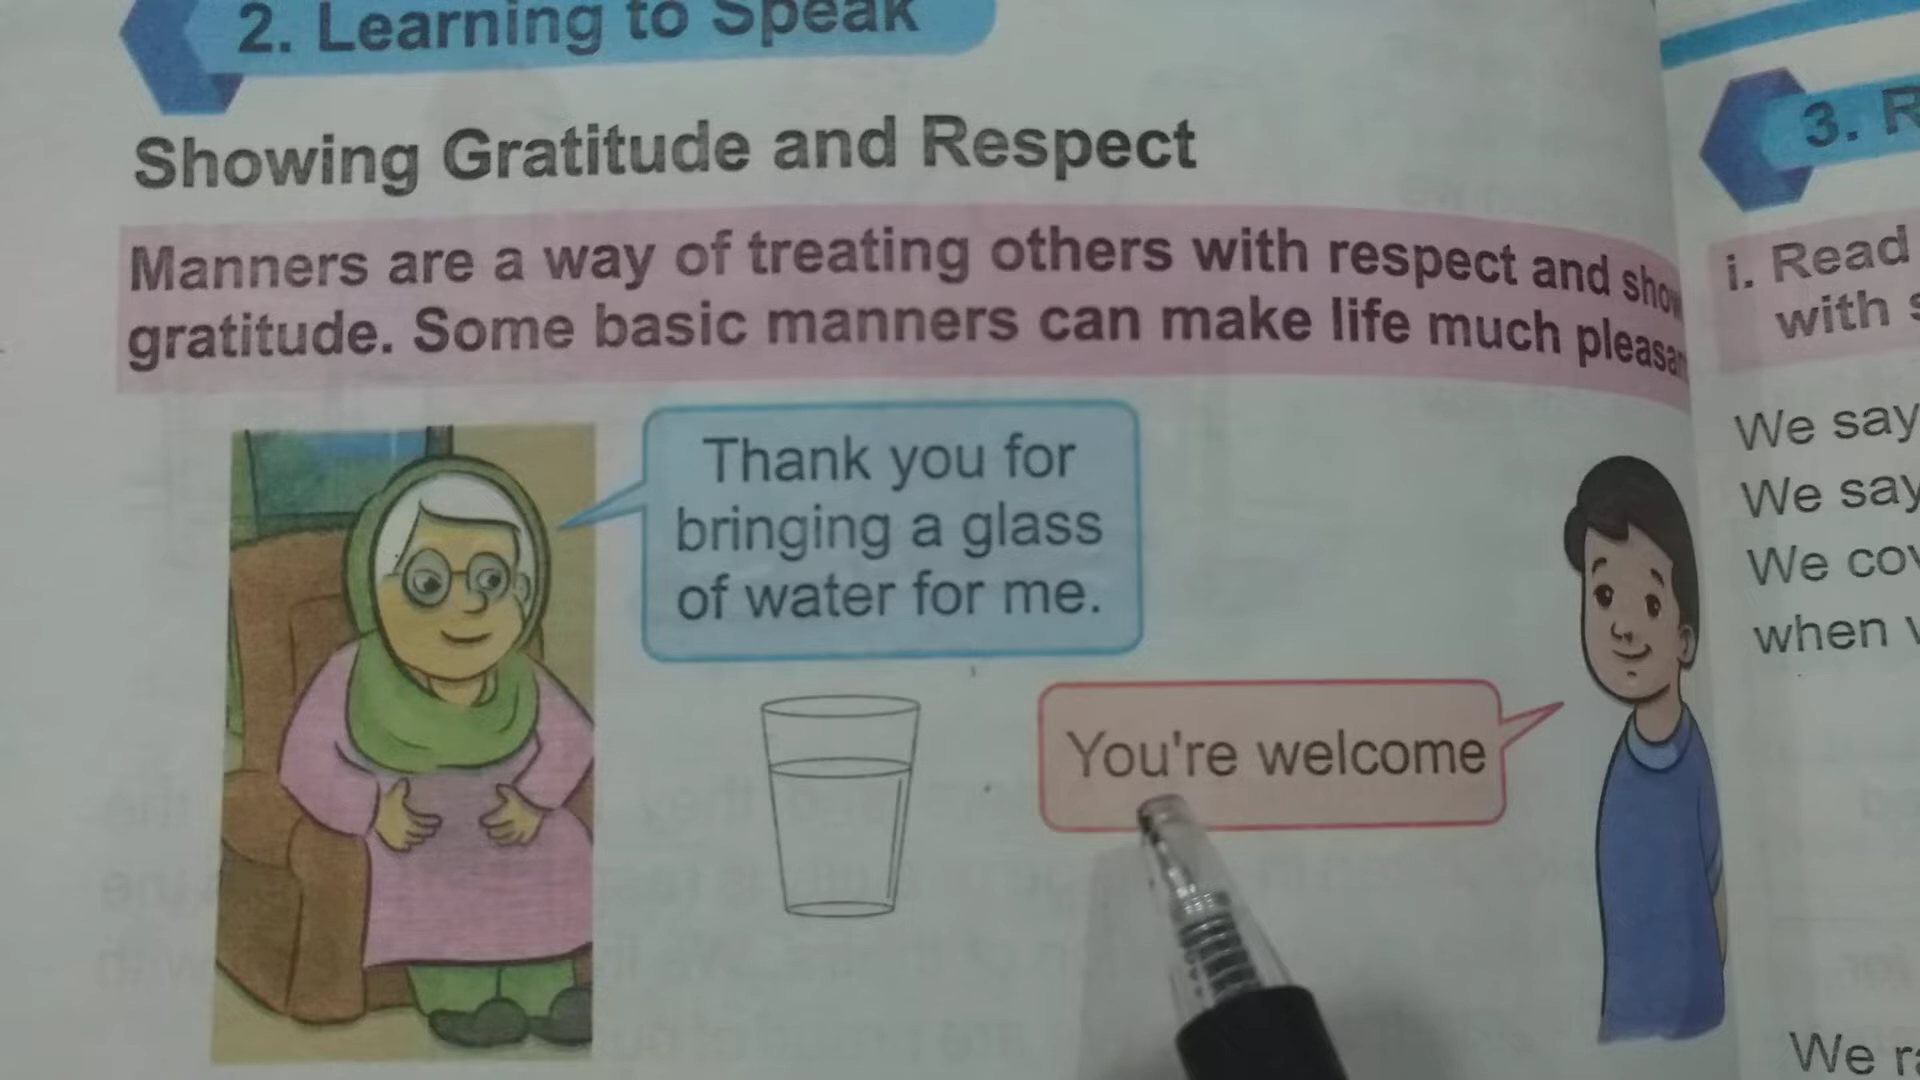 2. Learning to Speak
Showing Gratitude and Respect
Manners are a way of treating others with respect and
gratitude. Some basic manners can make life much
Thank you for
bringing a glass
of water for me.
You're welcome
3.
i. Read
with
We say
We say
We
when
We